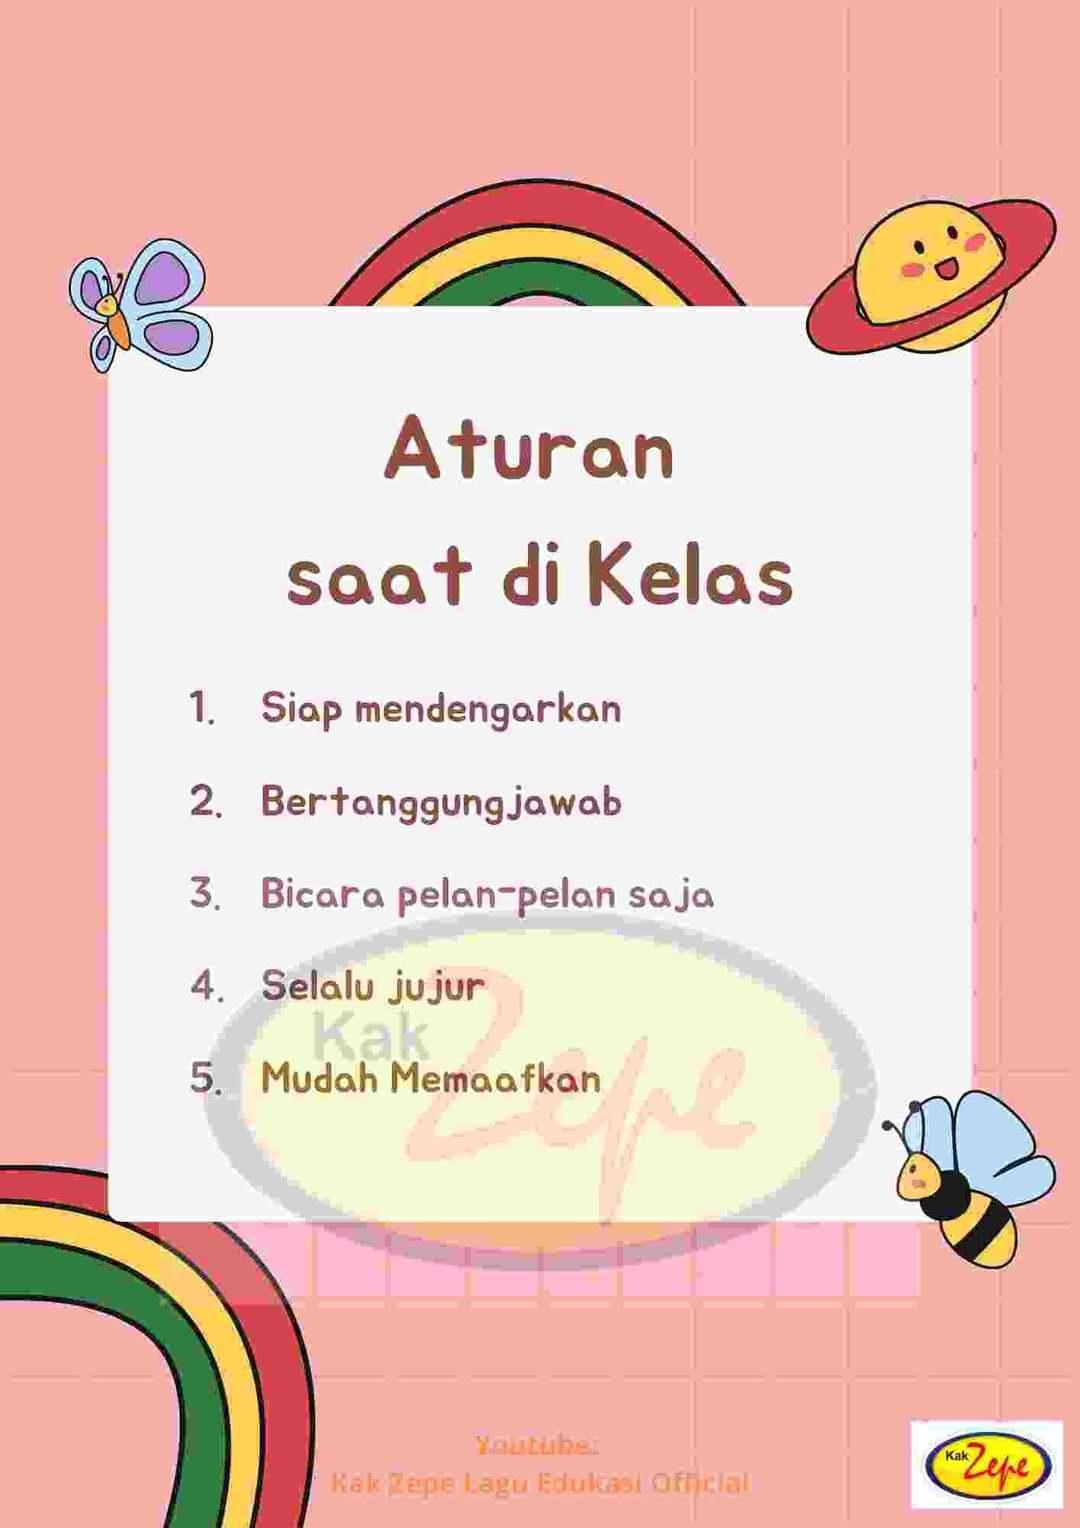 Aturan
saat di Kelas
1. Siap mendengarkan
2. Bertanggungjawab
3. Bicara pelan-pelan saja
4. Selalu jujur
5. Mudah Memaafkan
Kak Zepe
Youtube:
Kak Zepe Lagu Edukasi Official
Kak Zepe